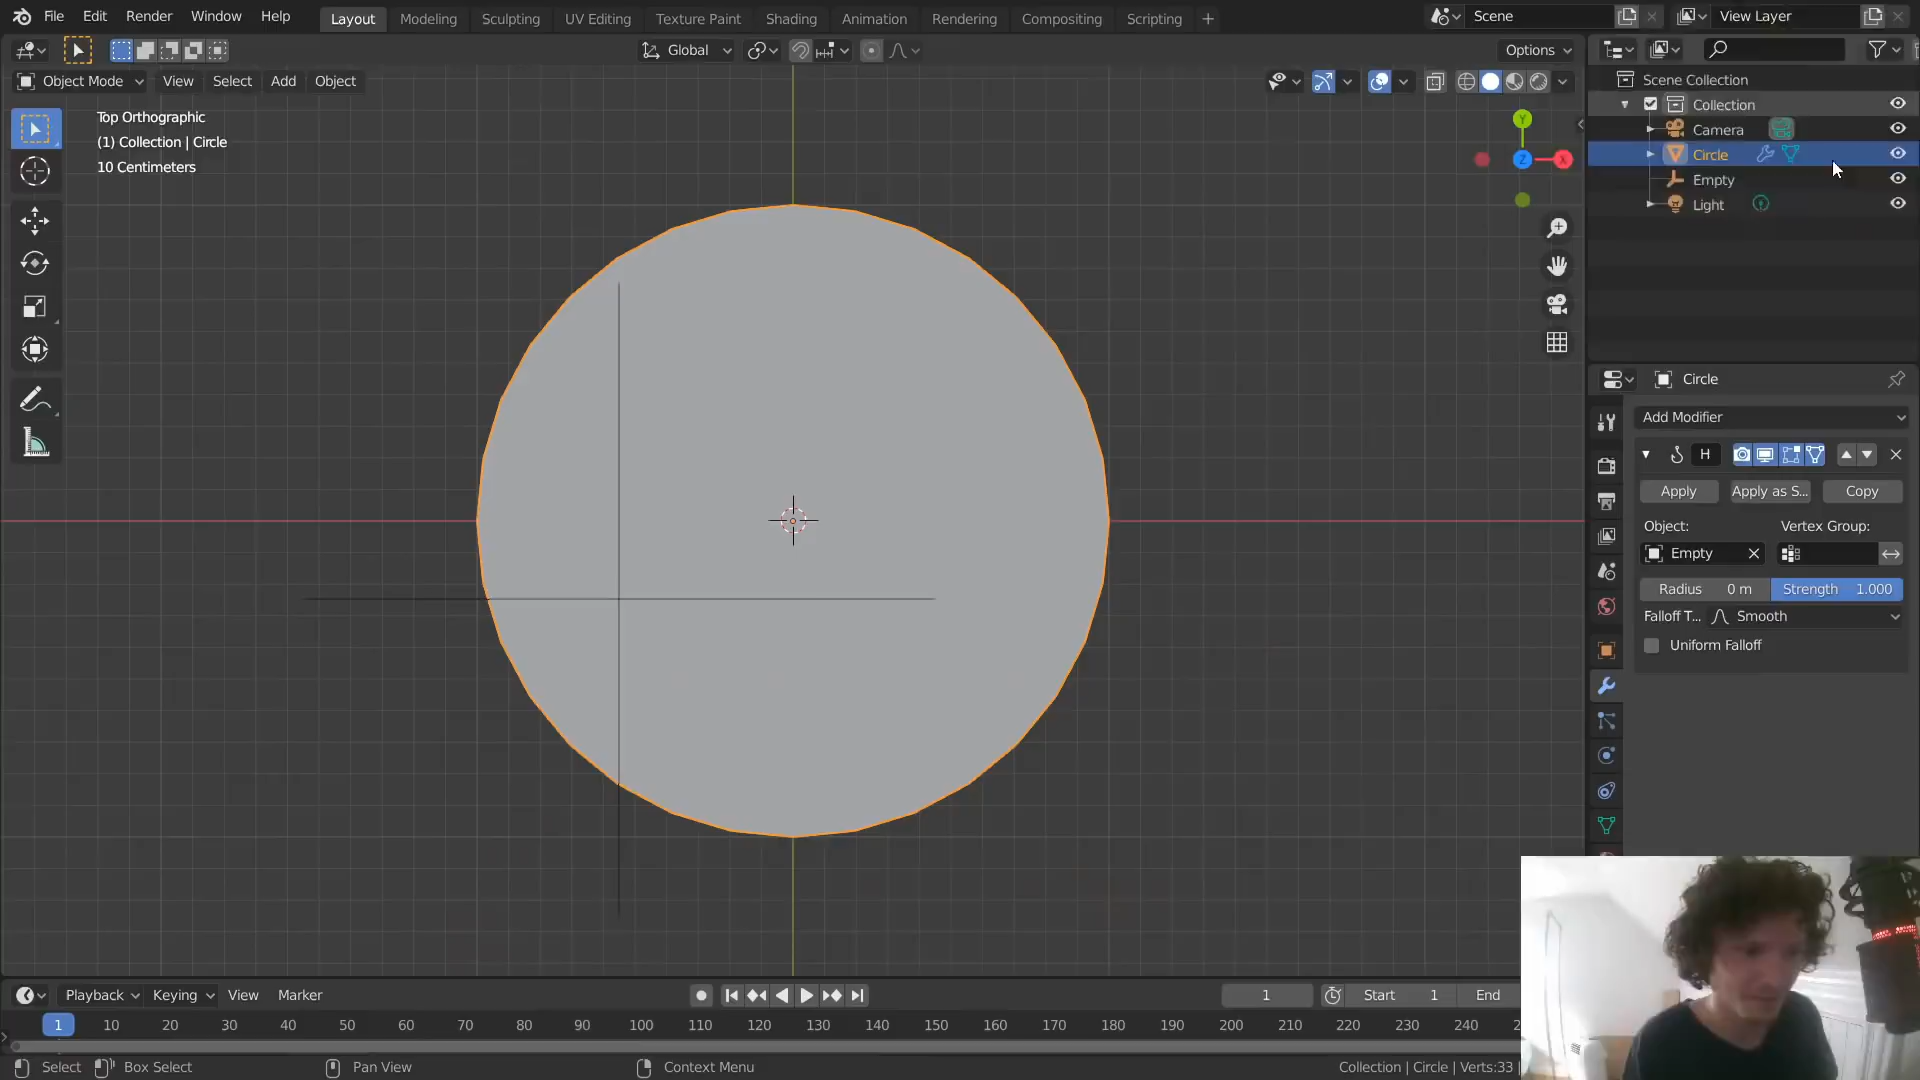 File Edit Render Window Help Layout Modeling Sculpting UV Editing Texture Paint Shading Animation Rendering Compositing Scripting + Scene View Layer
Global Options
Object Mode View Select Add Object
Top Orthographic
(1) Collection | Circle
10 Centimeters
Y
Z X
Scene Collection
Collection
Camera
Circle
Empty
Light
Circle
Add Modifier
H
Apply Apply as S... Copy
Object: Vertex Group:
Empty
Radius 0 m Strength 1.000
Falloff T... Smooth
Uniform Falloff
Playback Keying View Marker 1 Start 1 End
1 10 20 30 40 50 60 70 80 90 100 110 120 130 140 150 160 170 180 190 200 210 220 230 240
Select Box Select Pan View Context Menu Collection | Circle | Verts:33